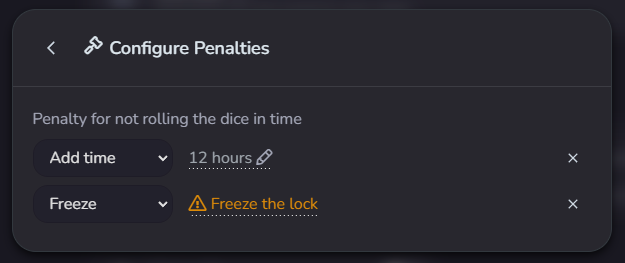 Configure Penalties
Penalty for not rolling the dice in time
Add time 12 hours
Freeze Freeze the lock